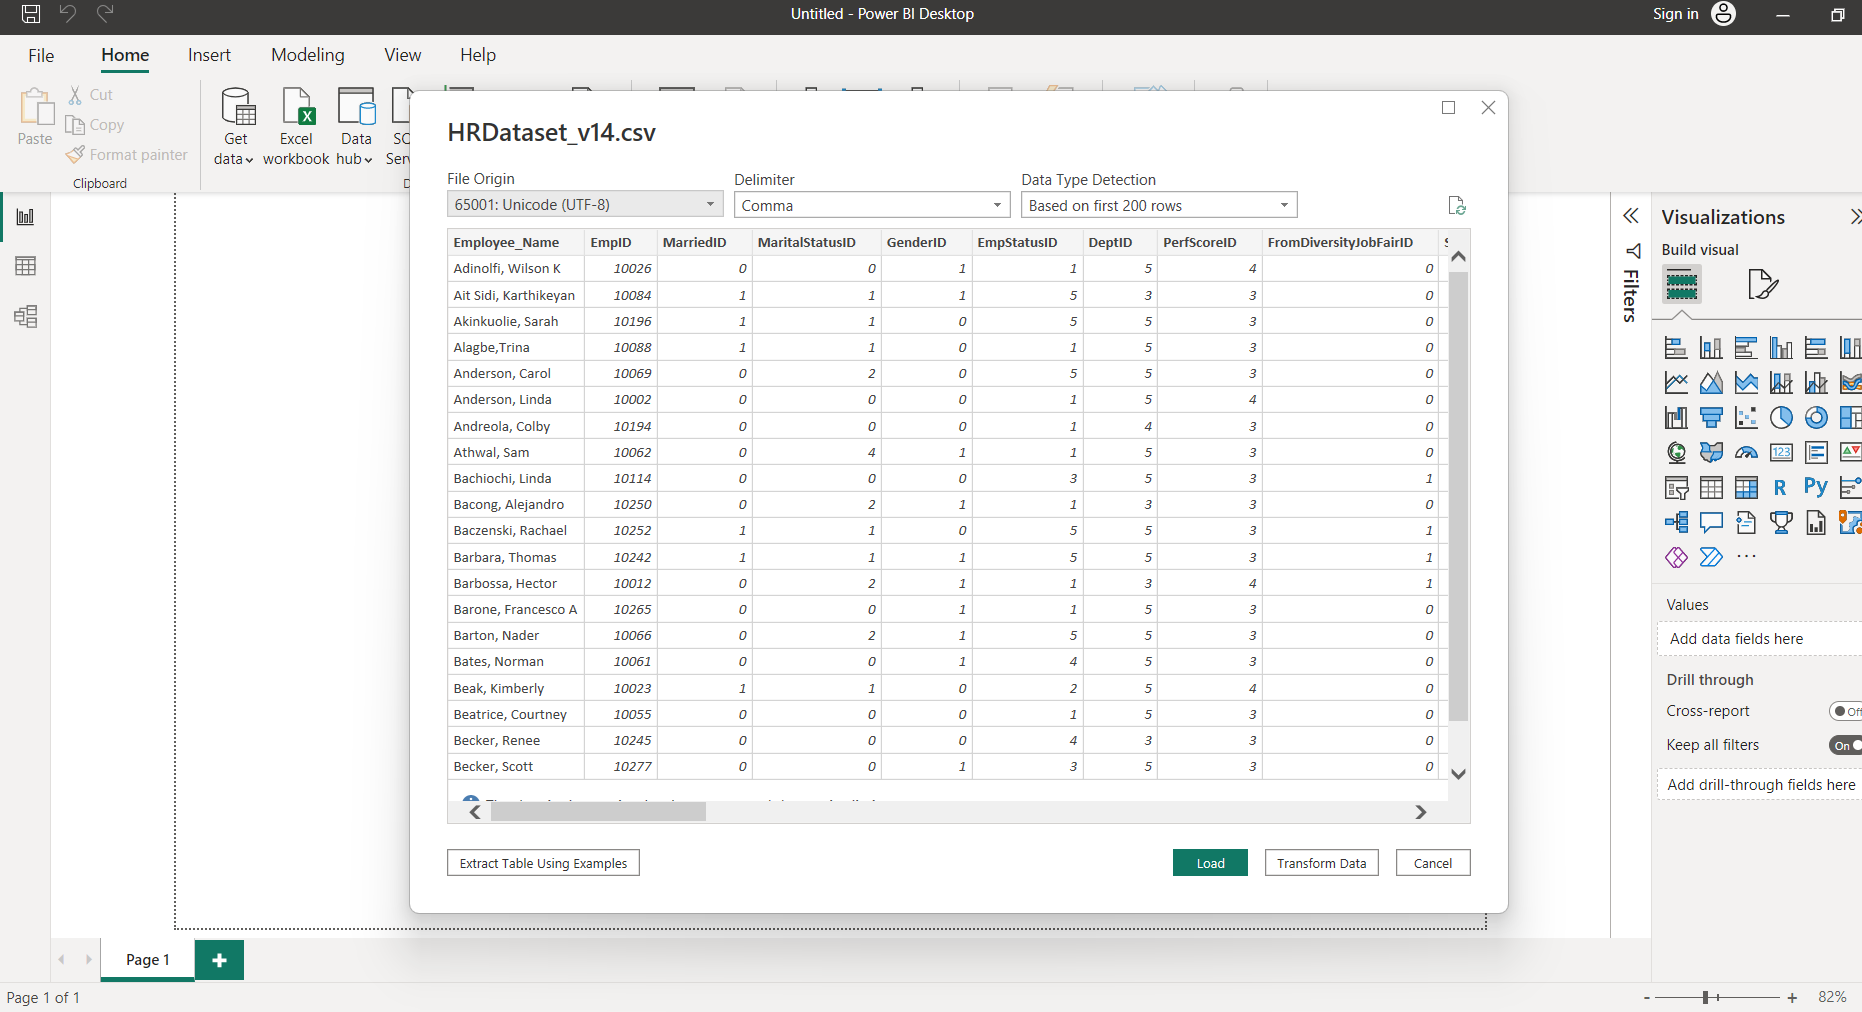 Untitled - Power BI Desktop
Sign in
File Home Insert Modeling View Help
Paste
Cut
Copy
Format painter
Clipboard
Get data
Excel workbook
Data hub
HRDataset_v14.csv
File Origin
65001: Unicode (UTF-8)
Delimiter
Comma
Data Type Detection
Based on first 200 rows
Employee_Name EmpID MarriedID MaritalStatusID GenderID EmpStatusID DeptID PerfScoreID FromDiversityJobFairID
Adinolfi, Wilson K 10026 0 0 1 1 5 4 0
Ait Sidi, Karthikeyan 10084 1 1 1 5 3 3 0
Akinkuolie, Sarah 10196 1 1 0 5 5 3 0
Alagbe,Trina 10088 1 1 0 1 5 3 0
Anderson, Carol 10069 0 2 0 5 5 3 0
Anderson, Linda 10002 0 0 0 1 5 4 0
Andreola, Colby 10194 0 0 0 1 4 3 0
Athwal, Sam 10062 0 4 1 1 5 3 0
Bachiochi, Linda 10114 0 0 0 3 5 3 1
Bacong, Alejandro 10250 0 2 1 1 3 3 0
Baczenski, Rachael 10252 1 1 0 5 5 3 1
Barbara, Thomas 10242 1 1 1 5 5 3 1
Barbossa, Hector 10012 0 2 1 1 3 4 1
Barone, Francesco A 10265 0 0 1 1 5 3 0
Barton, Nader 10066 0 2 1 5 5 3 0
Bates, Norman 10061 0 0 1 4 5 3 0
Beak, Kimberly 10023 1 1 0 2 5 4 0
Beatrice, Courtney 10055 0 0 0 1 5 3 0
Becker, Renee 10245 0 0 0 4 3 3 0
Becker, Scott 10277 0 0 1 3 5 3 0
Extract Table Using Examples
Load
Transform Data
Cancel
Filters
Visualizations
Build visual
123
R
Py
Values
Add data fields here
Drill through
Cross-report
Off
Keep all filters
On
Add drill-through fields here
Page 1
Page 1 of 1
82%